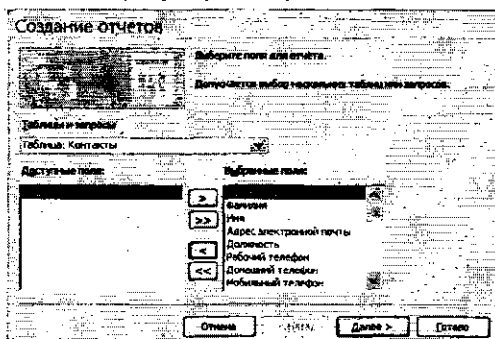 Создание отчетов
Выберите поля для отчета.
Допускается выбор нескольких таблиц или запросов.
Таблицы и запросы
Таблица: Контакты
Доступные поля:
Выбранные поля:
>
Фамилия
>>
Имя
Адрес электронной почты
<
Должность
Рабочий телефон
<<
Домашний телефон
Мобильный телефон
Отмена
Далее >
Готово